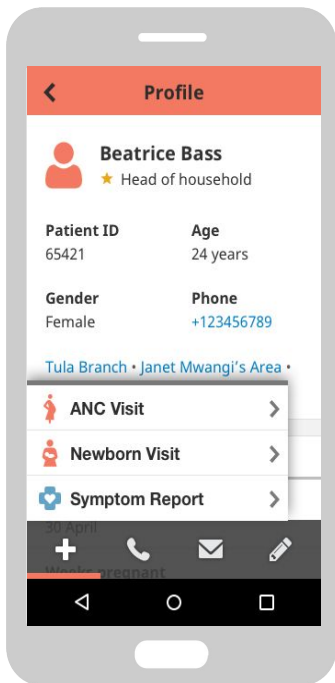 Profile
Beatrice Bass
Head of household
Patient ID
Age
65421
24 years
Gender
Phone
Female
+123456789
Tula Branch • Janet Mwangi's Area •
ANC Visit
Newborn Visit
Symptom Report
30 April
Weeks pregnant